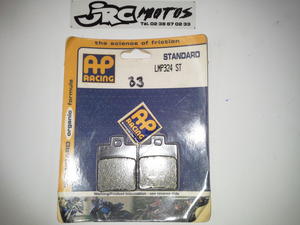 JRC MOTOS
TEL 02 38 67 02 33
the science of friction
STANDARD
LMP324 ST
AP
RACING
33
AP
RACING
organic formula